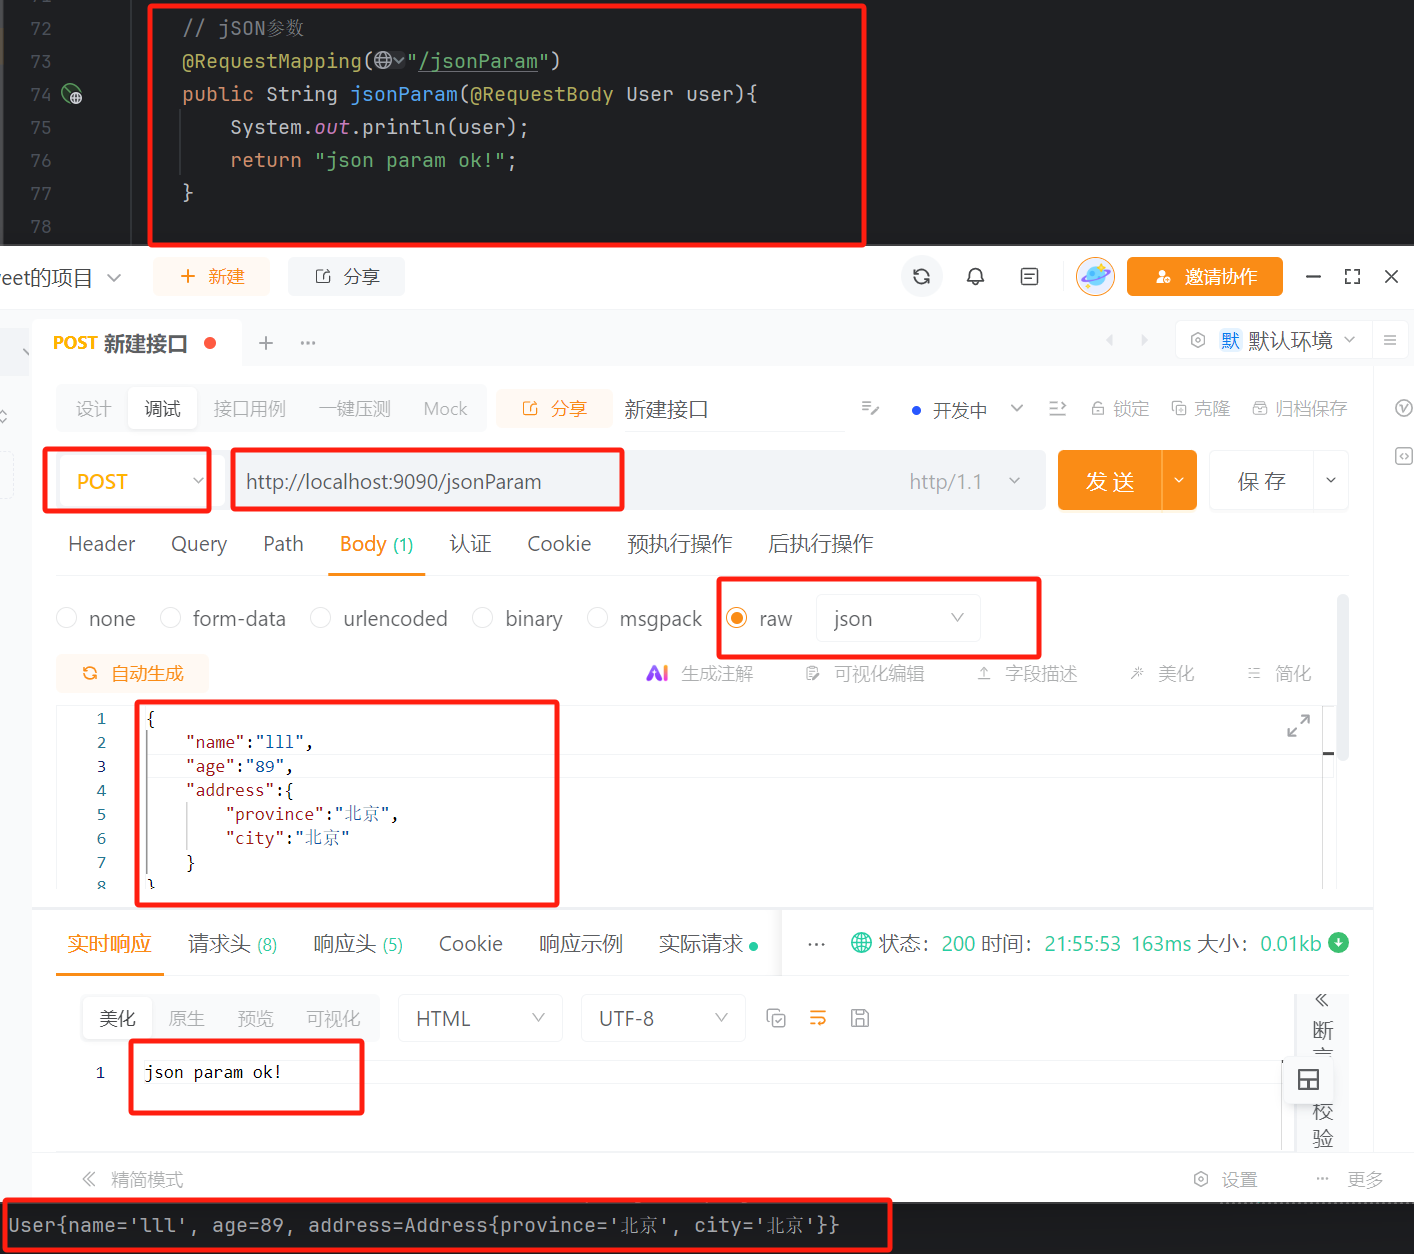 72 // jSON参数
73 @RequestMapping("/jsonParam")
74 public String jsonParam(@RequestBody User user){
75 System.out.println(user);
76 return "json param ok!";
77 }
78
eet的项目 新建 分享 邀请协作
POST 新建接口 默 默认环境
设计 调试 接口用例 一键压测 Mock 分享 新建接口 开发中 锁定 克隆 归档保存
POST http://localhost:9090/jsonParam http/1.1 发 送 保 存
Header Query Path Body (1) 认证 Cookie 预执行操作 后执行操作
none form-data urlencoded binary msgpack raw json
自动生成 AI 生成注解 可视化编辑 字段描述 美化 简化
1 {
2 "name":"lll",
3 "age":"89",
4 "address":{
5 "province":"北京",
6 "city":"北京"
7 }
8 }
实时响应 请求头 (8) 响应头 (5) Cookie 响应示例 实际请求 ··· 状态： 200 时间： 21:55:53 163ms 大小： 0.01kb
美化 原生 预览 可视化 HTML UTF-8
断言
校验
1 json param ok!
精简模式 设置 更多
User{name='lll', age=89, address=Address{province='北京', city='北京'}}